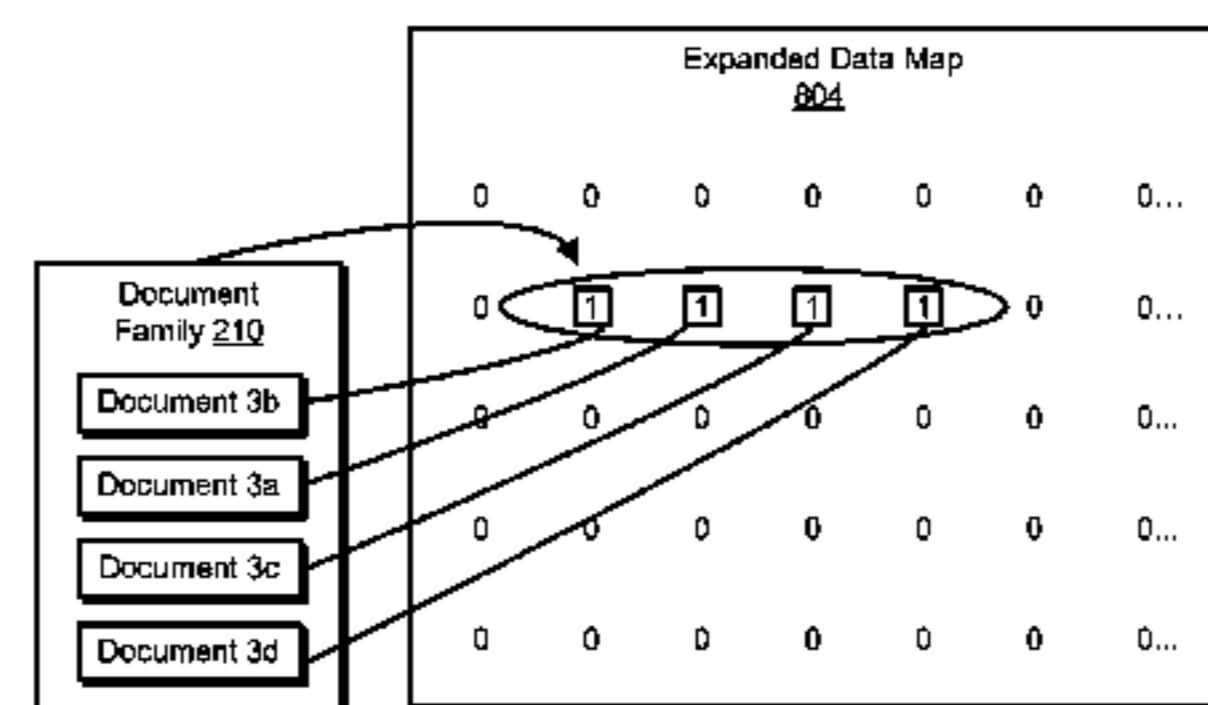 Expanded Data Map
804
0 0 0 0 0 0 0...
Document
Family 210
0 1 1 1 1 0 0...
Document 3b
0 0 0 0 0 0 0...
Document 3a
0 0 0 0 0 0 0...
Document 3c
0 0 0 0 0 0 0...
Document 3d